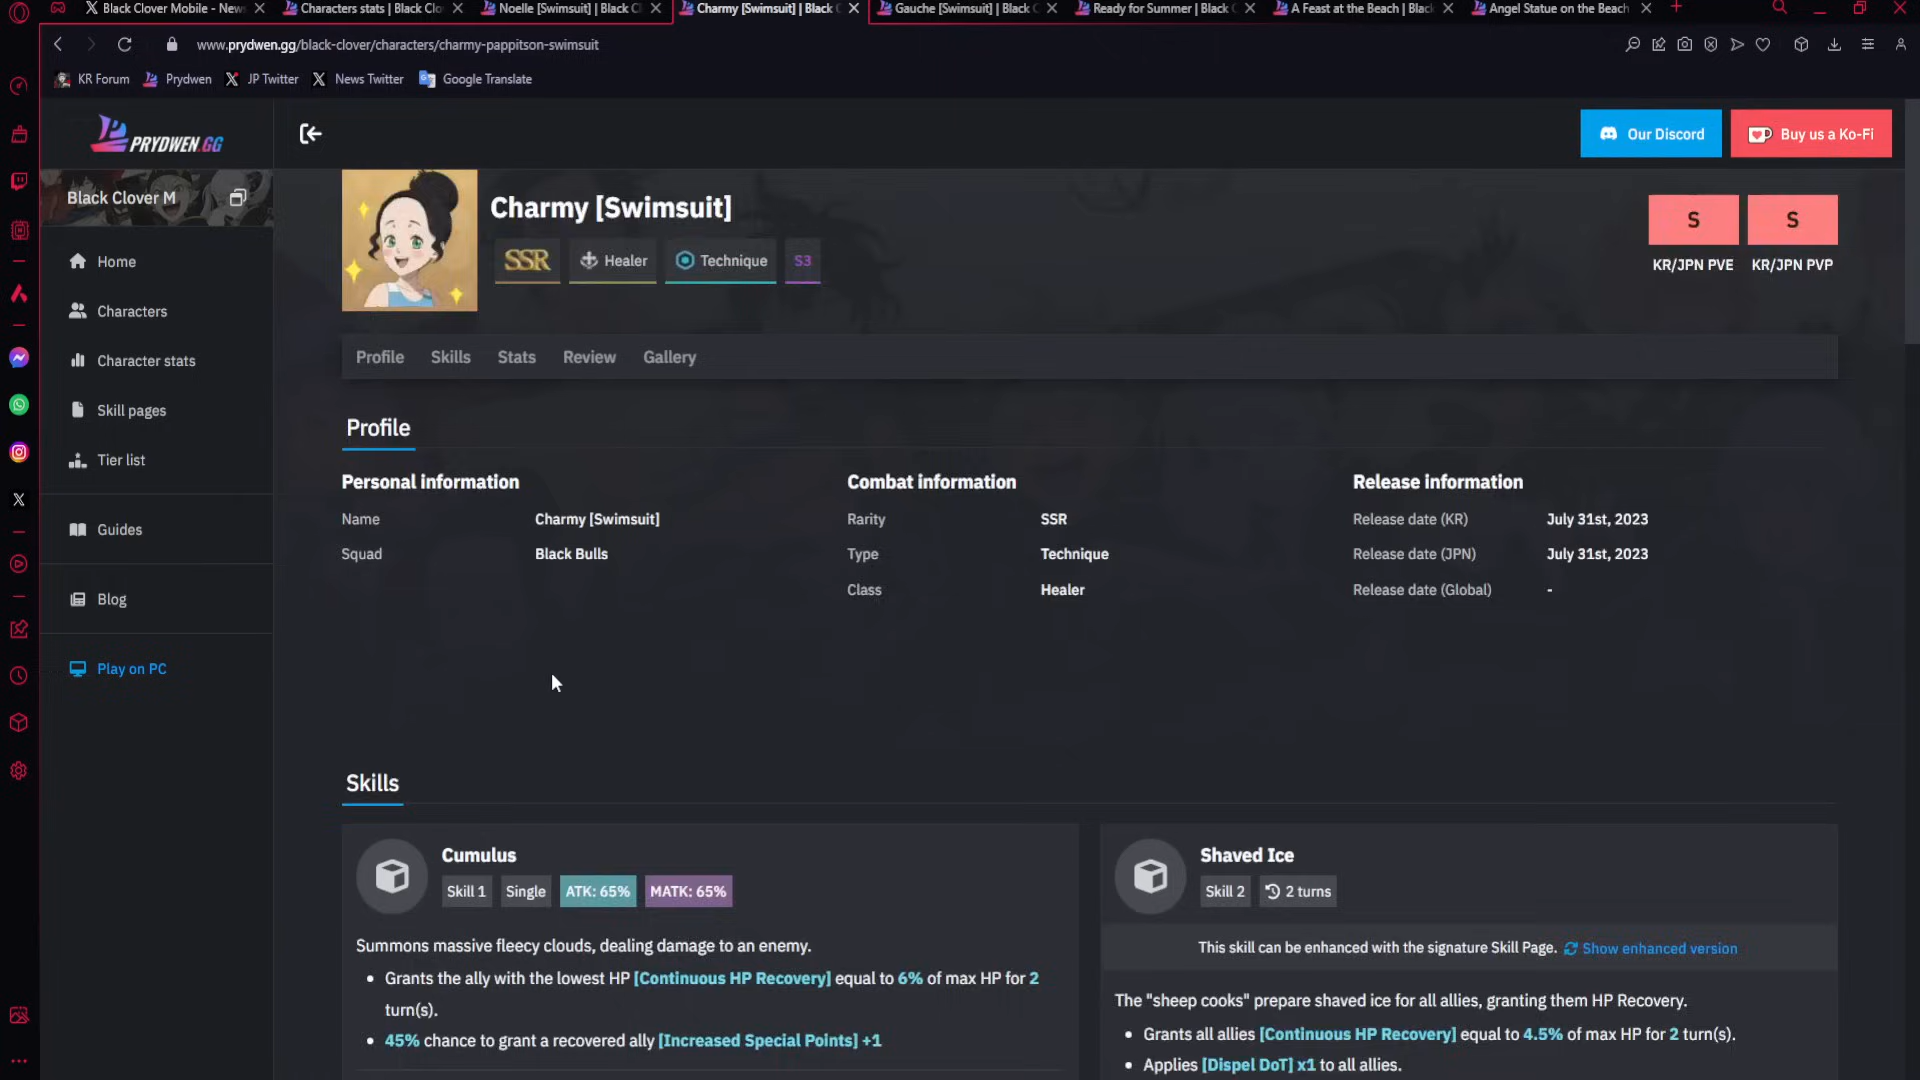 Black Clover Mobile - New
Characters stats | Black Clo
Noelle [Swimsuit] | Black C
Charmy [Swimsuit] | Black
Gauche [Swimsuit] | Black
Ready for Summer | Black
A Feast at the Beach | Black
Angel Statue on the Beach
www.prydwen.gg/black-clover/characters/charmy-pappitson-swimsuit
KR Forum
Prydwen
JP Twitter
News Twitter
Google Translate
PRYDWEN.GG
Our Discord
Buy us a Ko-Fi
Black Clover M
Home
Characters
Character stats
Skill pages
Tier list
Guides
Blog
Play on PC
Charmy [Swimsuit]
SSR
Healer
Technique
S3
S
KR/JPN PVE
S
KR/JPN PVP
Profile Skills Stats Review Gallery
Profile
Personal information
Name Charmy [Swimsuit]
Squad Black Bulls
Combat information
Rarity SSR
Type Technique
Class Healer
Release information
Release date (KR) July 31st, 2023
Release date (JPN) July 31st, 2023
Release date (Global) -
Skills
Cumulus
Skill 1 Single ATK: 65% MATK: 65%
Summons massive fleecy clouds, dealing damage to an enemy.
• Grants the ally with the lowest HP [Continuous HP Recovery] equal to 6% of max HP for 2
turn(s).
• 45% chance to grant a recovered ally [Increased Special Points] +1
Shaved Ice
Skill 2 2 turns
This skill can be enhanced with the signature Skill Page. Show enhanced version
The "sheep cooks" prepare shaved ice for all allies, granting them HP Recovery.
• Grants all allies [Continuous HP Recovery] equal to 4.5% of max HP for 2 turn(s).
• Applies [Dispel DoT] x1 to all allies.